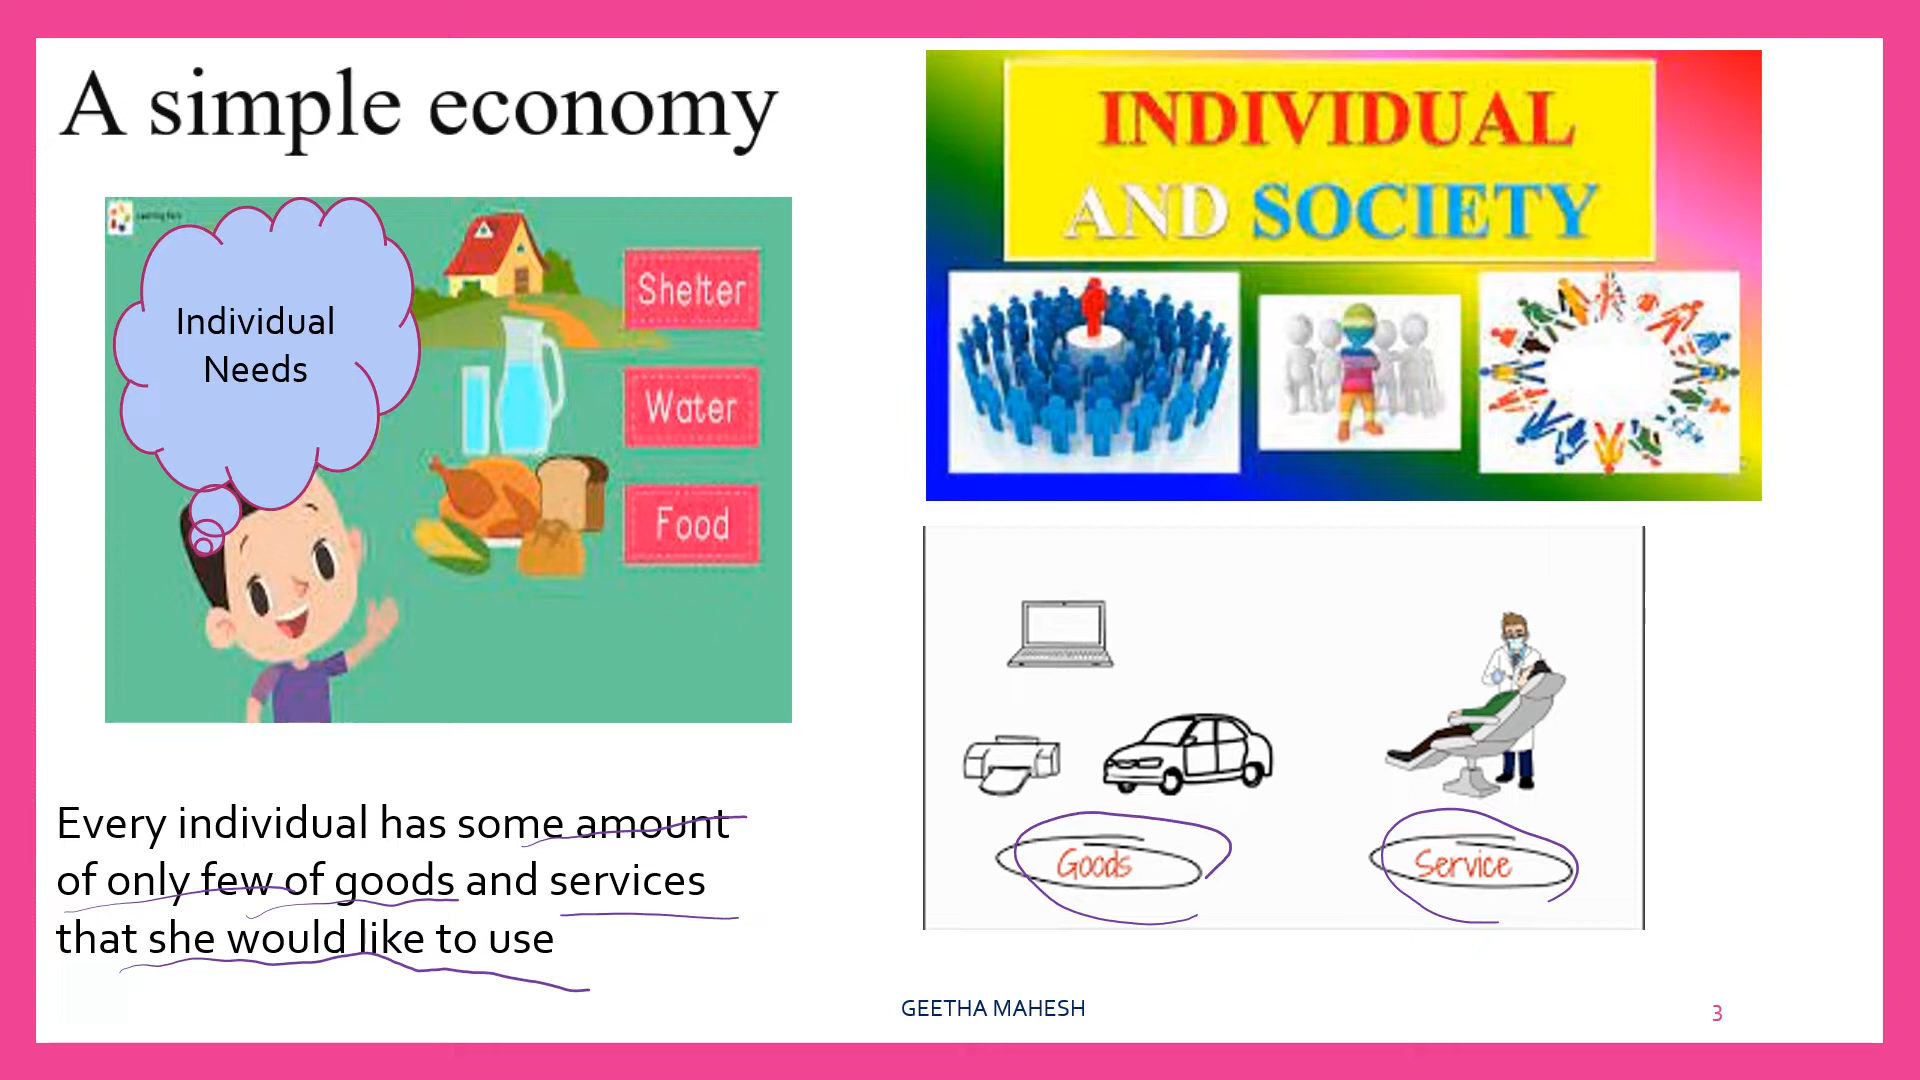 A simple economy
Individual
Needs
Shelter
Water
Food
Every individual has some amount
of only few of goods and services
that she would like to use
INDIVIDUAL
AND SOCIETY
Goods
Service
GEETHA MAHESH
3